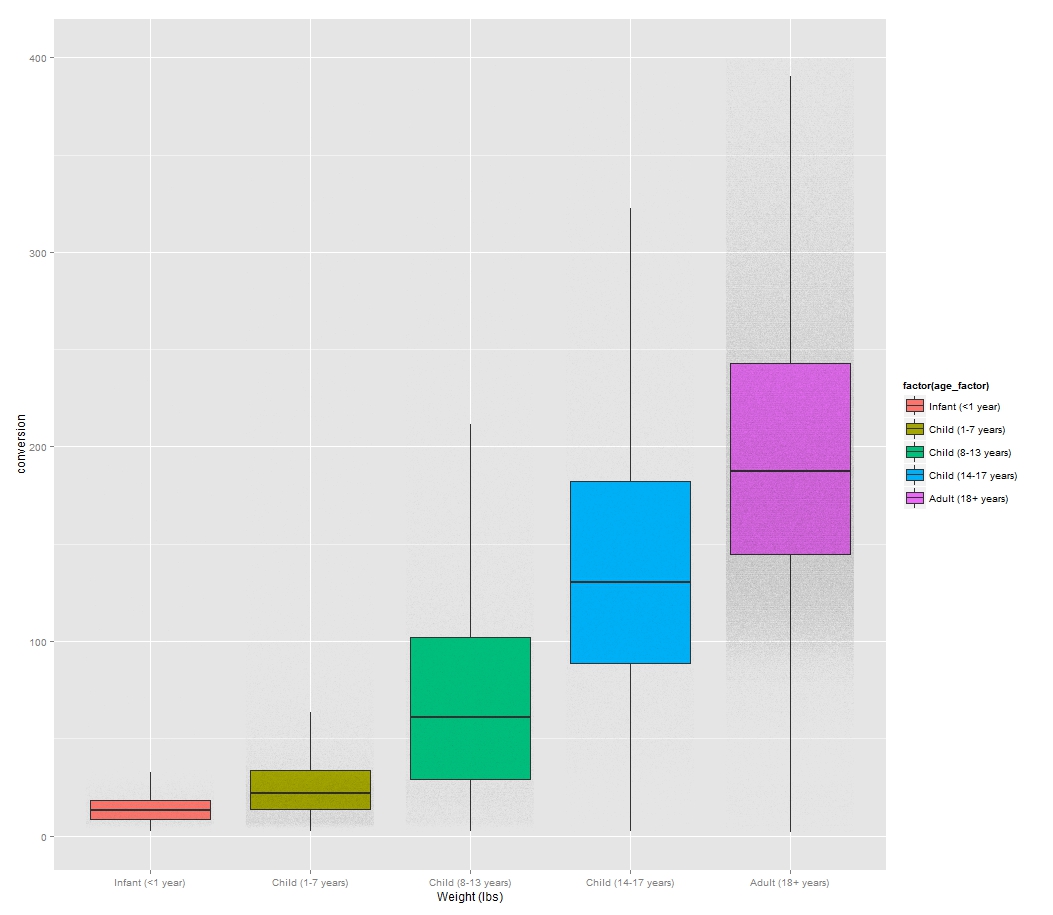 400
300
200
100
0
conversion
Infant (<1 year)
Child (1-7 years)
Child (8-13 years)
Child (14-17 years)
Adult (18+ years)
Weight (lbs)
factor(age_factor)
Infant (<1 year)
Child (1-7 years)
Child (8-13 years)
Child (14-17 years)
Adult (18+ years)